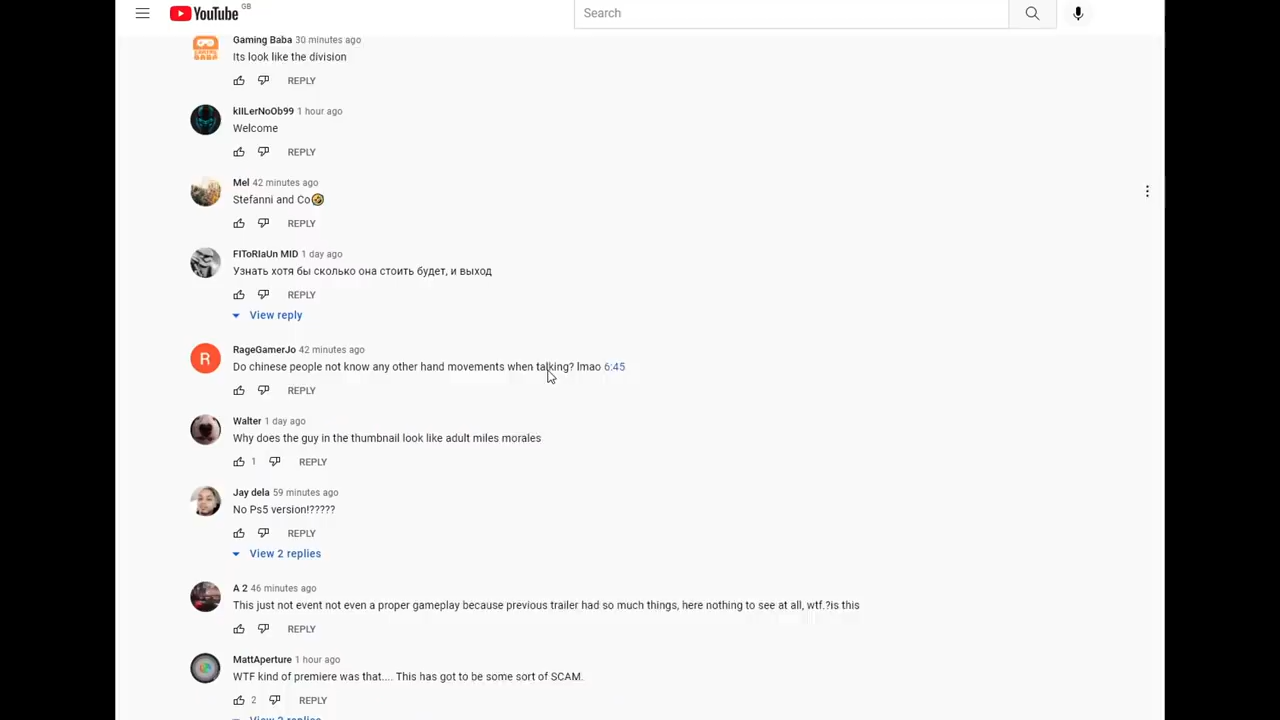 YouTube GB
Search
Gaming Baba 30 minutes ago
Its look like the division
REPLY
kIILerNoOb99 1 hour ago
Welcome
REPLY
Mel 42 minutes ago
Stefanni and Co🤣
REPLY
FIToRIaUn MID 1 day ago
Узнать хотя бы сколько она стоить будет, и выход
REPLY
View reply
R
RageGamerJo 42 minutes ago
Do chinese people not know any other hand movements when talking? lmao 6:45
REPLY
Walter 1 day ago
Why does the guy in the thumbnail look like adult miles morales
1 REPLY
Jay dela 59 minutes ago
No Ps5 version!?????
REPLY
View 2 replies
A 2 46 minutes ago
This just not event not even a proper gameplay because previous trailer had so much things, here nothing to see at all, wtf.?is this
REPLY
MattAperture 1 hour ago
WTF kind of premiere was that.... This has got to be some sort of SCAM.
2 REPLY